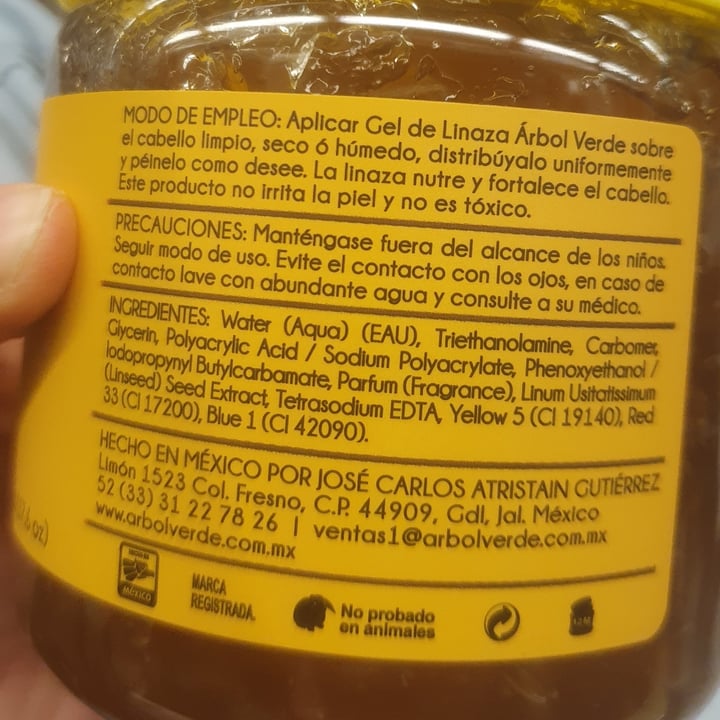 MODO DE EMPLEO: Aplicar Gel de Linaza Árbol Verde sobre
el cabello limpio, seco ó húmedo, distribúyalo uniformemente
y péinelo como desee. La linaza nutre y fortalece el cabello.
Este producto no irrita la piel y no es tóxico.
PRECAUCIONES: Manténgase fuera del alcance de los niños.
Seguir modo de uso. Evite el contacto con los ojos, en caso de
contacto lave con abundante agua y consulte a su médico.
INGREDIENTES: Water (Aqua) (EAU), Triethanolamine, Carbomer,
Glycerin, Polyacrylic Acid / Sodium Polyacrylate, Phenoxyethanol /
Iodopropynyl Butylcarbamate, Parfum (Fragrance), Linum Usitatissimum
(Linseed) Seed Extract, Tetrasodium EDTA, Yellow 5 (CI 19140), Red
33 (CI 17200), Blue 1 (CI 42090).
HECHO EN MÉXICO POR JOSÉ CARLOS ATRISTAIN GUTIÉRREZ
Limón 1523 Col. Fresno, C.P. 44909, Gdl, Jal. México
52 (33) 31 22 78 26 | ventas1@arbolverde.com.mx
www.arbolverde.com.mx
oz)
MÉXICO
MARCA
REGISTRADA.
No probado
en animales
12 M